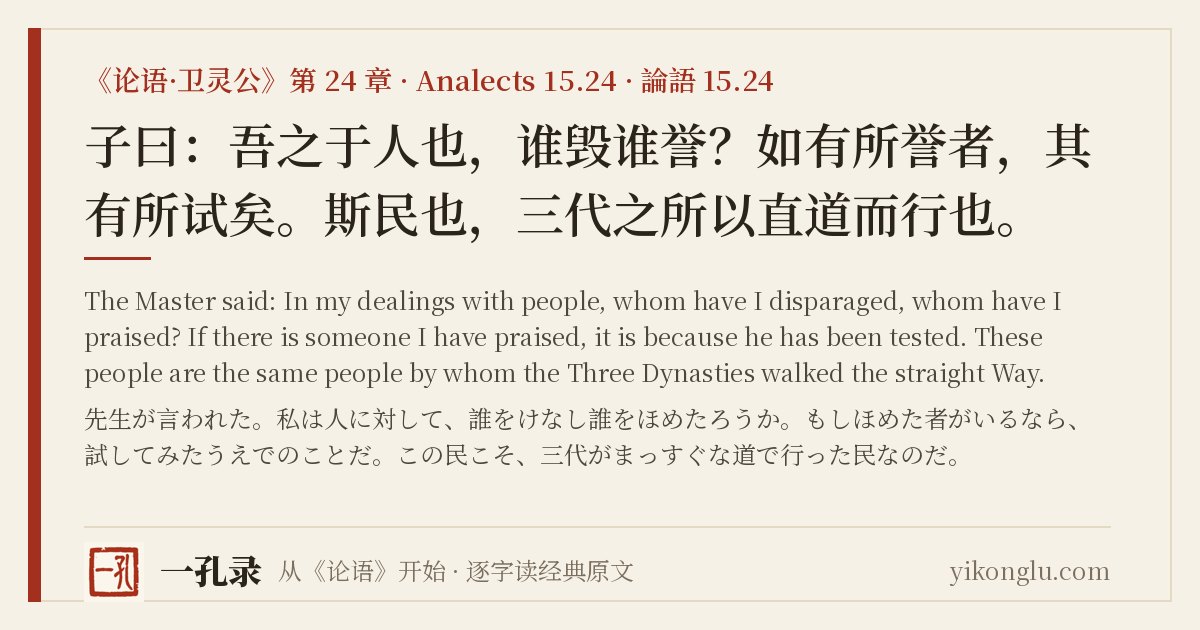 《论语·卫灵公》第 24 章 · Analects 15.24 · 論語 15.24
子曰：吾之于人也，谁毁谁誉？如有所誉者，其
有所试矣。斯民也，三代之所以直道而行也。
The Master said: In my dealings with people, whom have I disparaged, whom have I
praised? If there is someone I have praised, it is because he has been tested. These
people are the same people by whom the Three Dynasties walked the straight Way.
先生が言われた。私は人に対して、誰をけなし誰をほめたろうか。もしほめた者がいるなら、
試してみたうえでのことだ。この民こそ、三代がまっすぐな道で行った民なのだ。
一孔
一孔录 从《论语》开始 · 逐字读经典原文 yikonglu.com